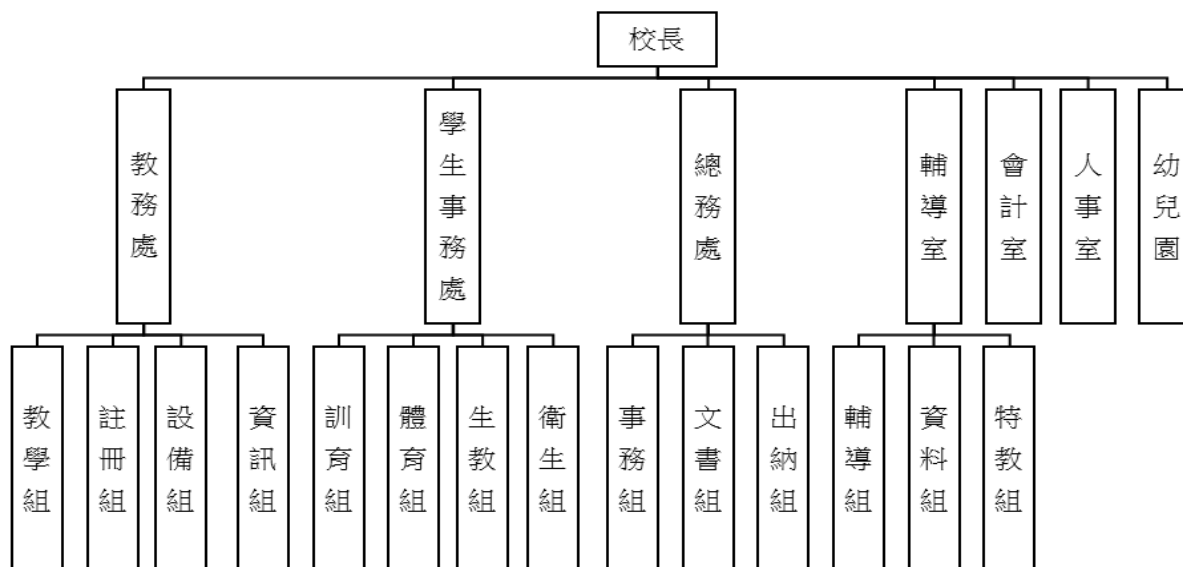 校長
教務處
學生事務處
總務處
輔導室
會計室
人事室
幼兒園
教學組
註冊組
設備組
資訊組
訓育組
體育組
生教組
衛生組
事務組
文書組
出納組
輔導組
資料組
特教組